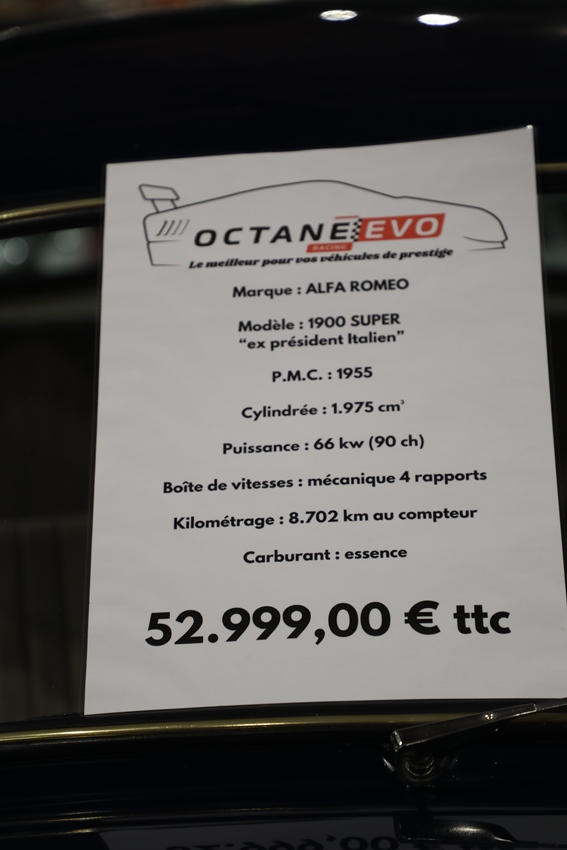 OCTANE EVO
RACING
Le meilleur pour vos véhicules de prestige
Marque : ALFA ROMEO
Modèle : 1900 SUPER
“ex président Italien”
P.M.C. : 1955
Cylindrée : 1.975 cm³
Puissance : 66 kw (90 ch)
Boîte de vitesses : mécanique 4 rapports
Kilométrage : 8.702 km au compteur
Carburant : essence
52.999,00 € ttc